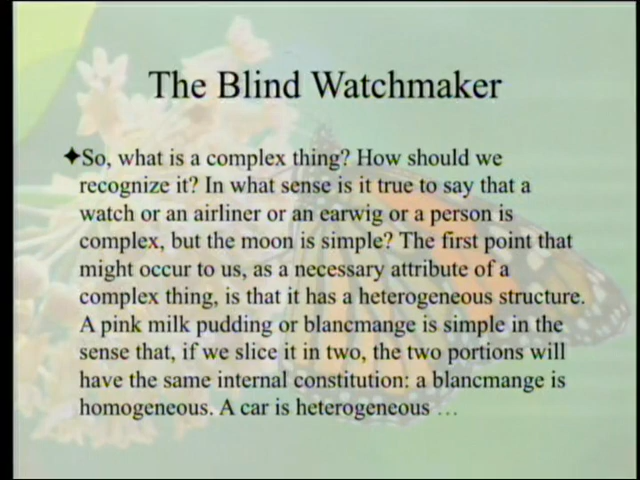 The Blind Watchmaker
✦So, what is a complex thing? How should we
recognize it? In what sense is it true to say that a
watch or an airliner or an earwig or a person is
complex, but the moon is simple? The first point that
might occur to us, as a necessary attribute of a
complex thing, is that it has a heterogeneous structure.
A pink milk pudding or blancmange is simple in the
sense that, if we slice it in two, the two portions will
have the same internal constitution: a blancmange is
homogeneous. A car is heterogeneous …